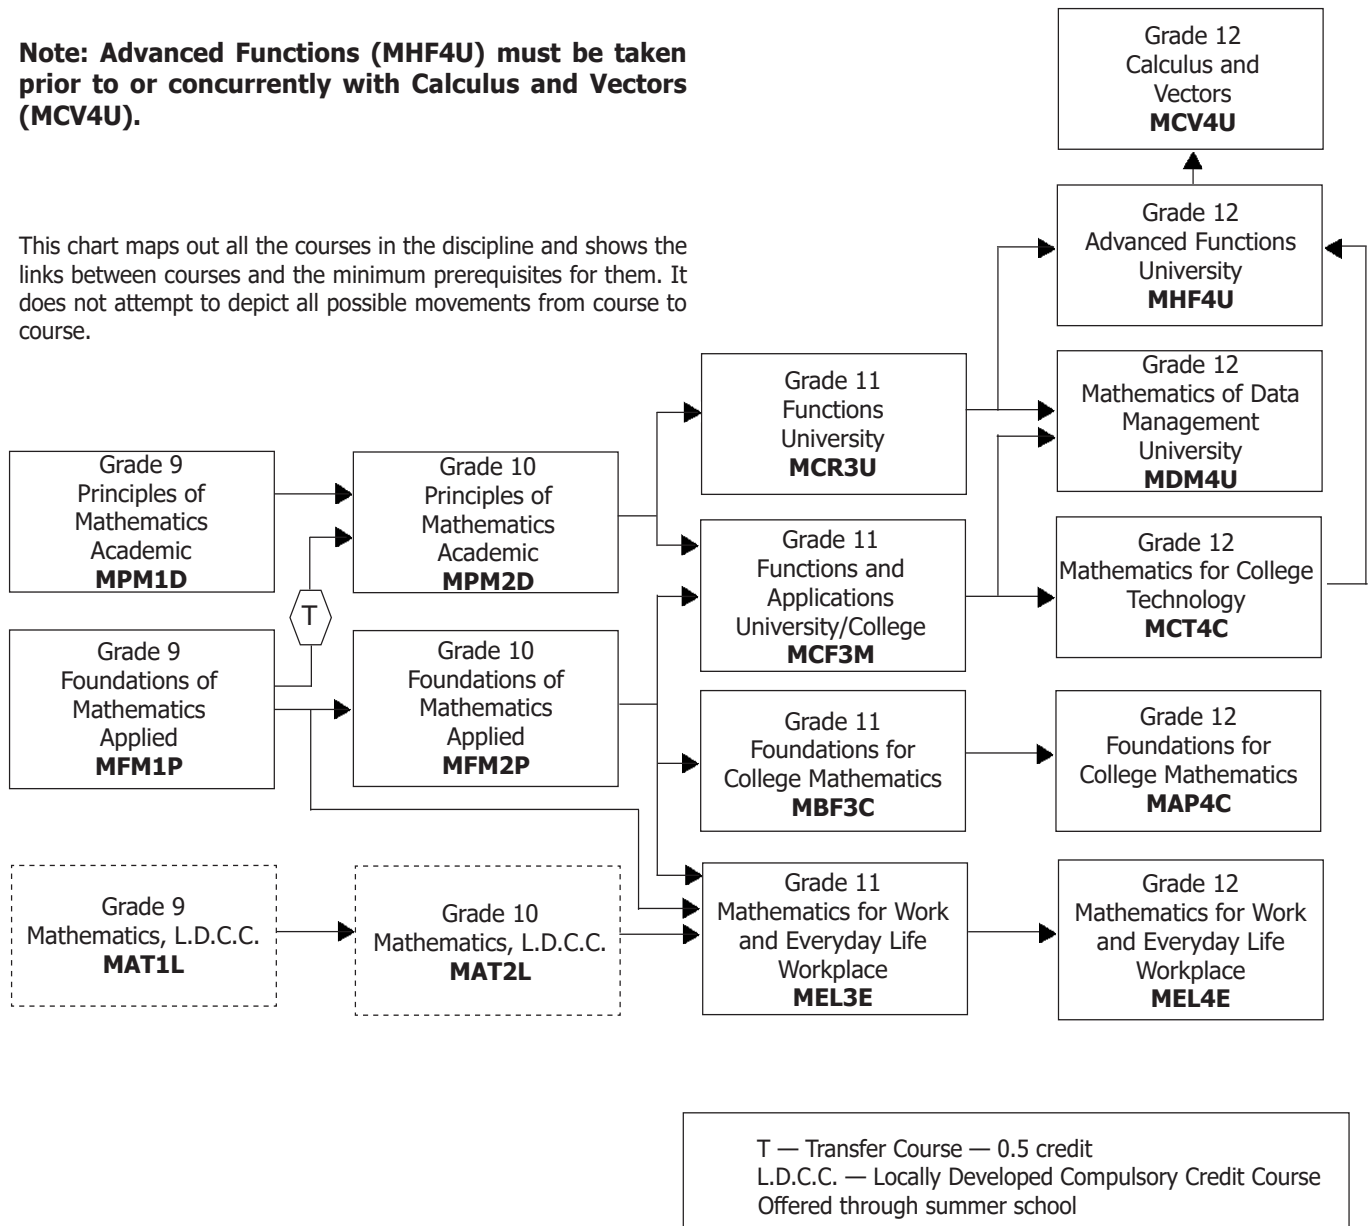 Note: Advanced Functions (MHF4U) must be taken
prior to or concurrently with Calculus and Vectors
(MCV4U).
This chart maps out all the courses in the discipline and shows the
links between courses and the minimum prerequisites for them. It
does not attempt to depict all possible movements from course to
course.
Grade 12
Calculus and
Vectors
MCV4U
Grade 12
Advanced Functions
University
MHF4U
Grade 11
Functions
University
MCR3U
Grade 12
Mathematics of Data
Management
University
MDM4U
Grade 9
Principles of
Mathematics
Academic
MPM1D
Grade 10
Principles of
Mathematics
Academic
MPM2D
Grade 11
Functions and
Applications
University/College
MCF3M
Grade 12
Mathematics for College
Technology
MCT4C
T
Grade 9
Foundations of
Mathematics
Applied
MFM1P
Grade 10
Foundations of
Mathematics
Applied
MFM2P
Grade 11
Foundations for
College Mathematics
MBF3C
Grade 12
Foundations for
College Mathematics
MAP4C
Grade 9
Mathematics, L.D.C.C.
MAT1L
Grade 10
Mathematics, L.D.C.C.
MAT2L
Grade 11
Mathematics for Work
and Everyday Life
Workplace
MEL3E
Grade 12
Mathematics for Work
and Everyday Life
Workplace
MEL4E
T — Transfer Course — 0.5 credit
L.D.C.C. — Locally Developed Compulsory Credit Course
Offered through summer school